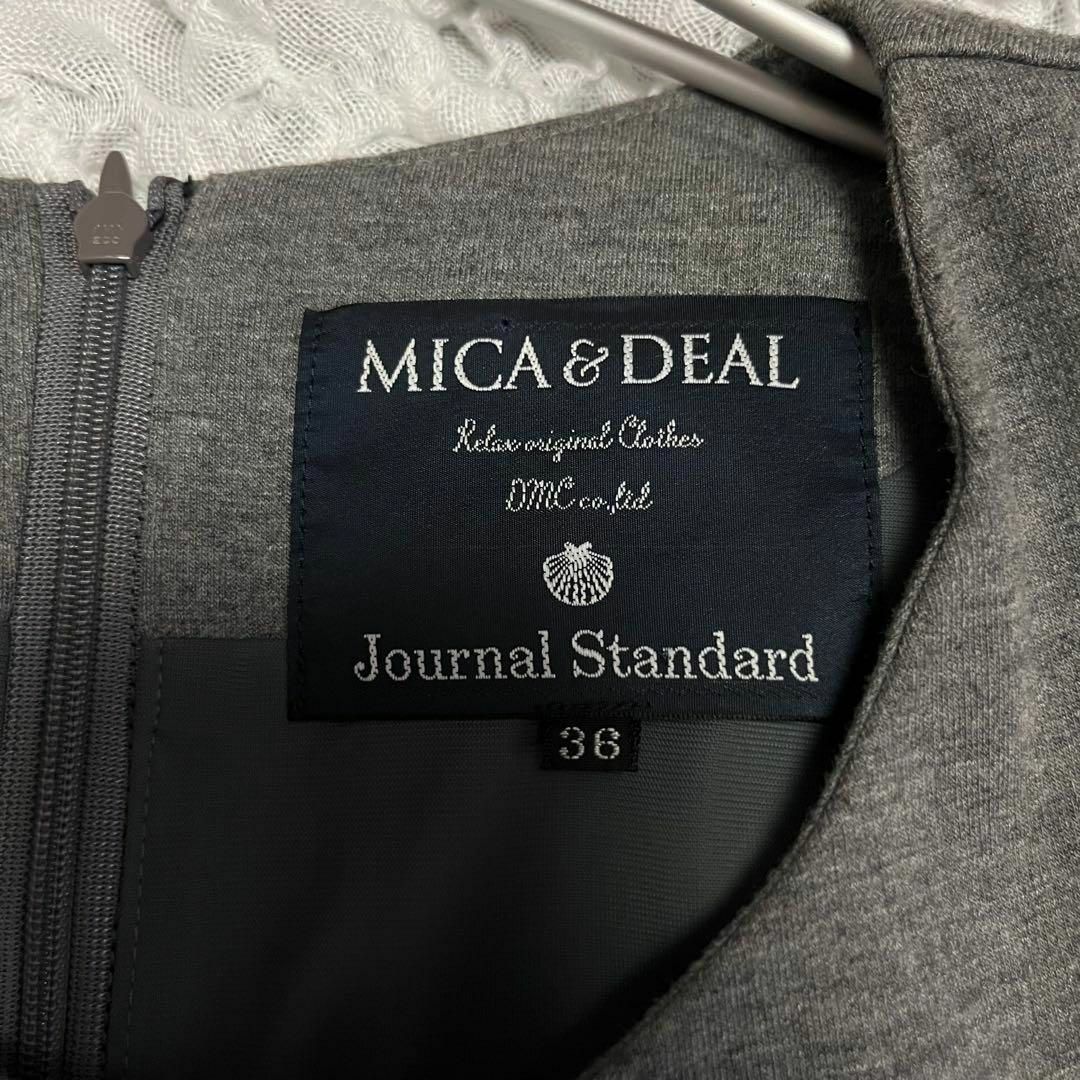 MICA & DEAL
Relax original Clothes
DMC co.,ltd
Journal Standard
36